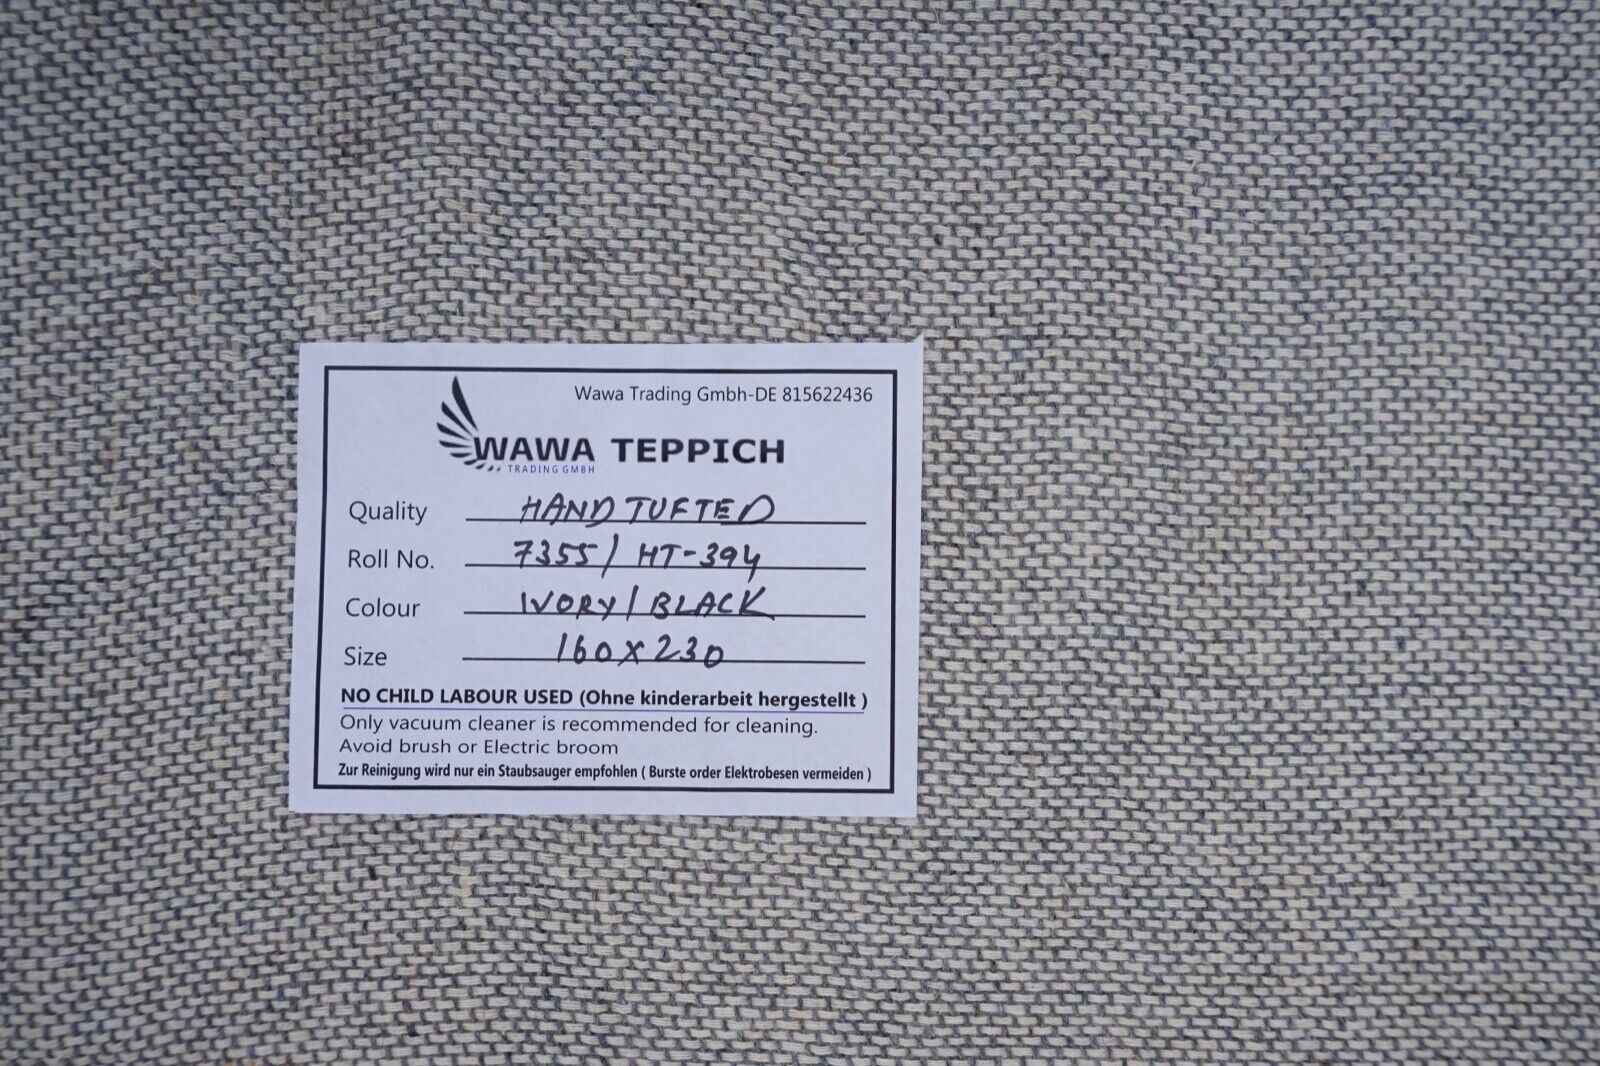 Wawa Trading Gmbh-DE 815622436
WAWA TEPPICH
TRADING GMBH
Quality HAND TUFTED
Roll No. 7355/ HT-394
Colour IVORY/BLACK
Size 160x230
NO CHILD LABOUR USED (Ohne kinderarbeit hergestellt )
Only vacuum cleaner is recommended for cleaning.
Avoid brush or Electric broom
Zur Reinigung wird nur ein Staubsauger empfohlen ( Burste order Elektrobesen vermeiden )